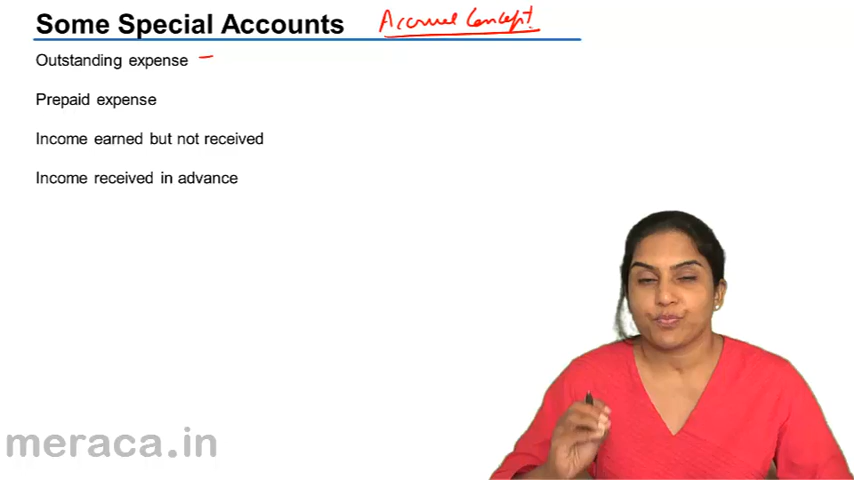 Some Special Accounts Accrual Concept
Outstanding expense –
Prepaid expense
Income earned but not received
Income received in advance
meraca.in